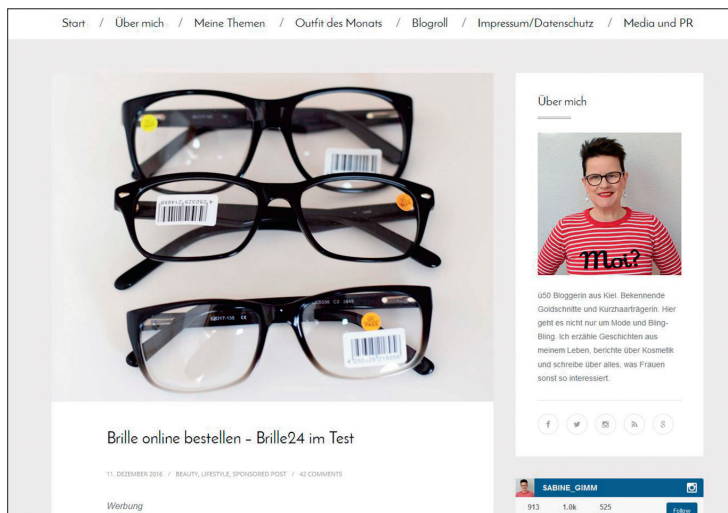 Start / Über mich / Meine Themen / Outfit des Monats / Blogroll / Impressum/Datenschutz / Media und PR
Brille online bestellen – Brille24 im Test
11. DEZEMBER 2016 / BEAUTY, LIFESTYLE, SPONSORED POST / 42 COMMENTS
Werbung
Über mich
Moi?
ü50 Bloggerin aus Kiel. Bekennende
Goldschnitte und Kurzhaarträgerin. Hier
geht es nicht nur um Mode und Bling-
Bling. Ich erzähle Geschichten aus
meinem Leben, berichte über Kosmetik
und schreibe über alles, was Frauen
sonst so interessiert.
SABINE_GIMM
913 1.0k 525
Follow